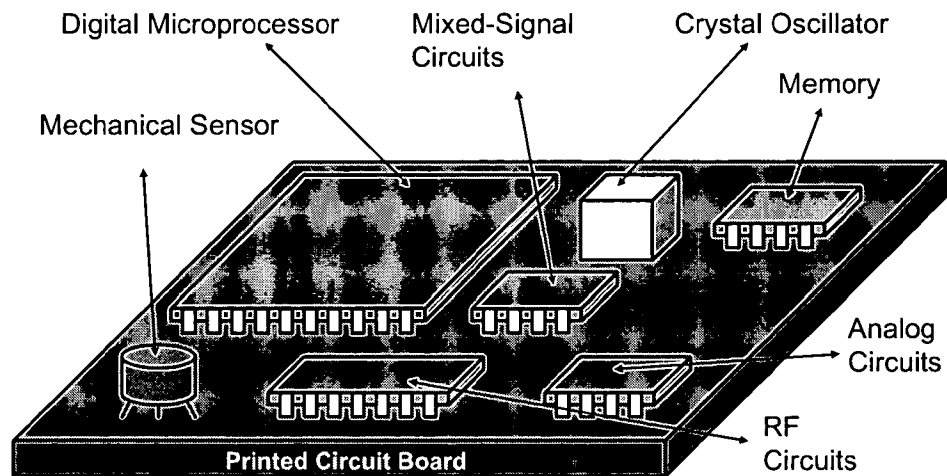 Digital Microprocessor
Mixed-Signal
Circuits
Crystal Oscillator
Memory
Mechanical Sensor
Analog
Circuits
RF
Circuits
Printed Circuit Board